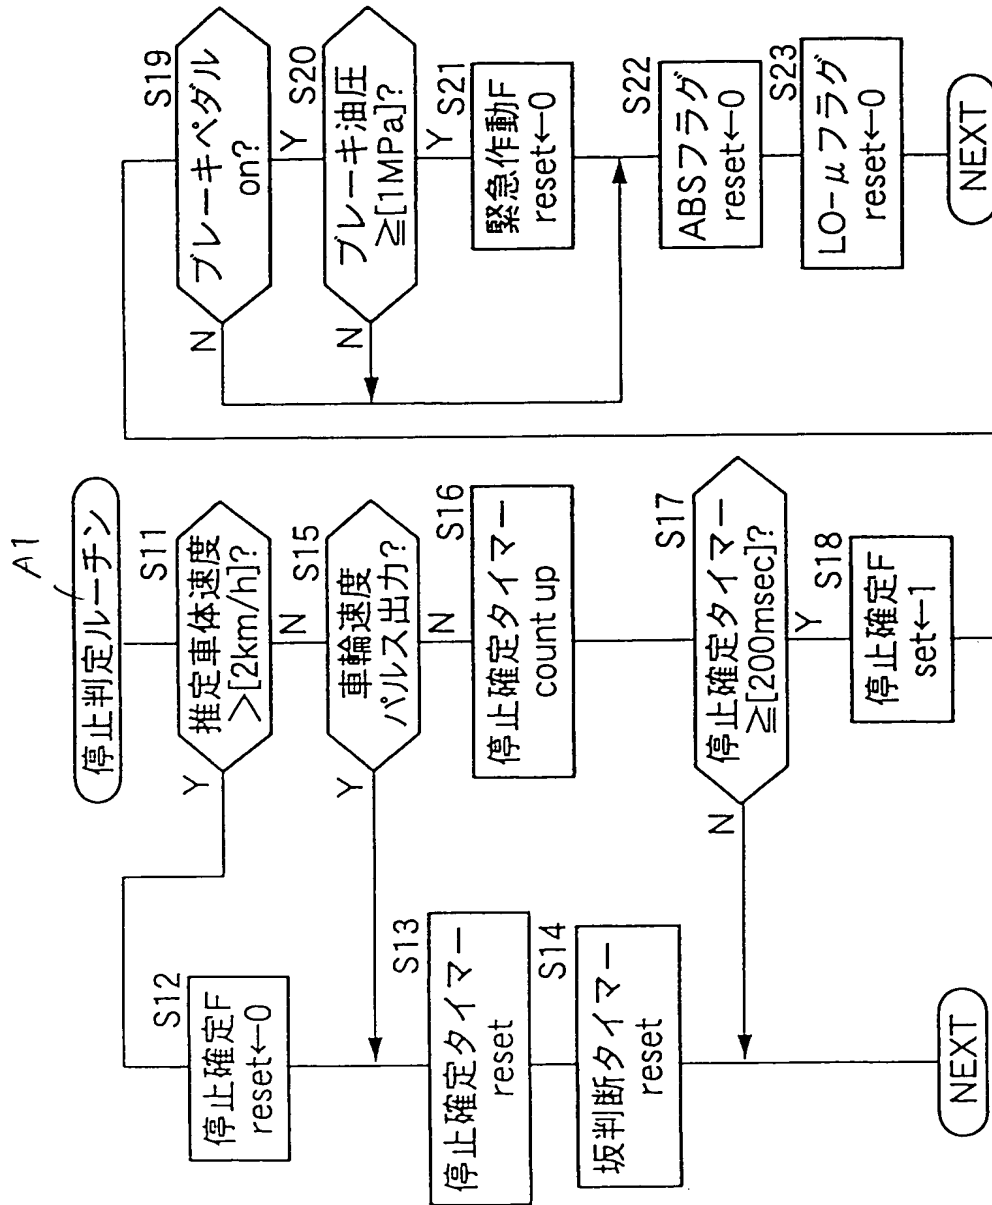 A1
停止判定ルーチン
S11
推定車体速度
>[2km/h]?
Y
N
S12
停止確定F
reset←0
S15
車輪速度
パルス出力?
Y
N
S13
停止確定タイマー
reset
S14
坂判断タイマー
reset
S16
停止確定タイマー
count up
S17
停止確定タイマー
≧[200msec]?
N
Y
S18
停止確定F
set←1
NEXT
S19
ブレーキペダル
on?
N
Y
S20
ブレーキ油圧
≧[1MPa]?
N
Y
S21
緊急作動F
reset←0
S22
ABSフラグ
reset←0
S23
LO-μフラグ
reset←0
NEXT